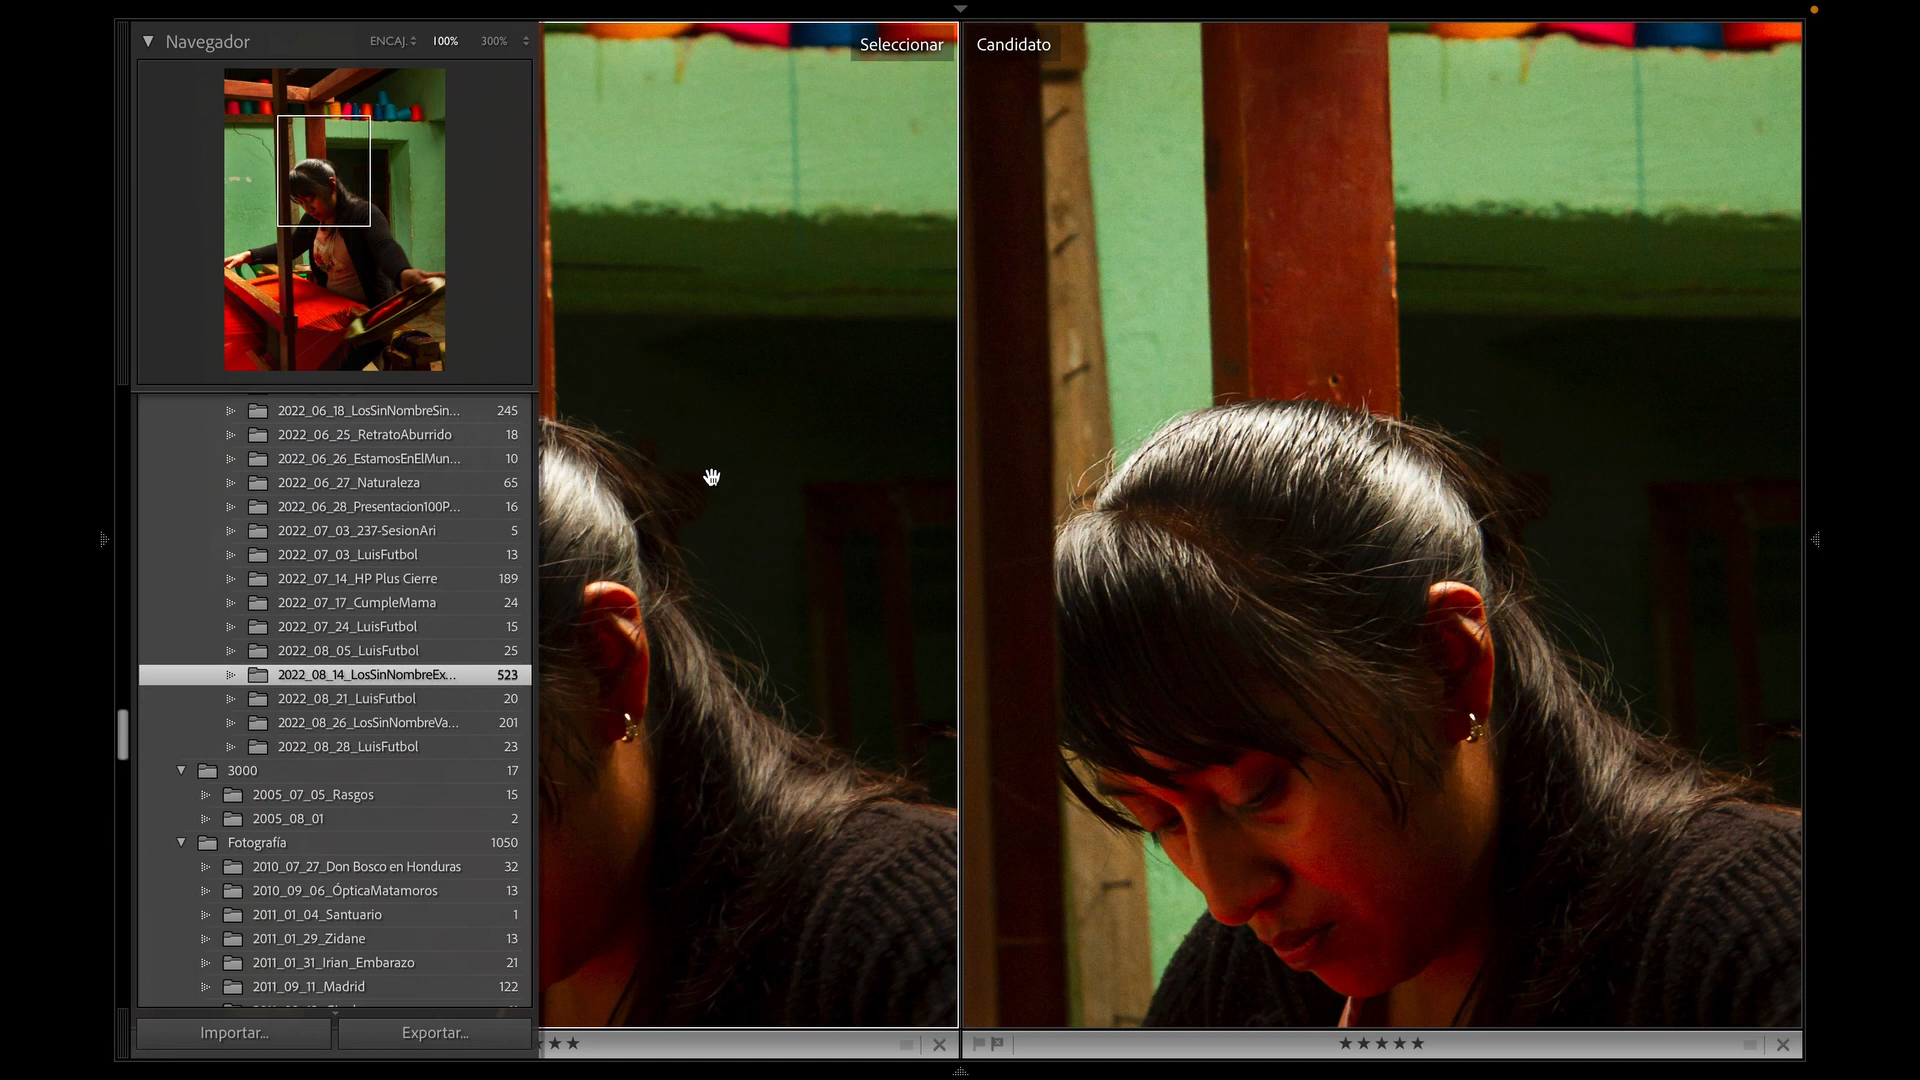 Navegador
ENCAJ. 100% 300%
Seleccionar
Candidato
2022_06_18_LosSinNombreSin... 245
2022_06_25_RetratoAburrido 18
2022_06_26_EstamosEnElMun... 10
2022_06_27_Naturaleza 65
2022_06_28_Presentacion100P... 16
2022_07_03_237-SesionAri 5
2022_07_03_LuisFutbol 13
2022_07_14_HP Plus Cierre 189
2022_07_17_CumpleMama 24
2022_07_24_LuisFutbol 15
2022_08_05_LuisFutbol 25
2022_08_14_LosSinNombreEx... 523
2022_08_21_LuisFutbol 20
2022_08_26_LosSinNombreVa... 201
2022_08_28_LuisFutbol 23
3000 17
2005_07_05_Rasgos 15
2005_08_01 2
Fotografía 1050
2010_07_27_Don Bosco en Honduras 32
2010_09_06_ÓpticaMatamoros 13
2011_01_04_Santuario 1
2011_01_29_Zidane 13
2011_01_31_Irian_Embarazo 21
2011_09_11_Madrid 122
Importar...
Exportar...